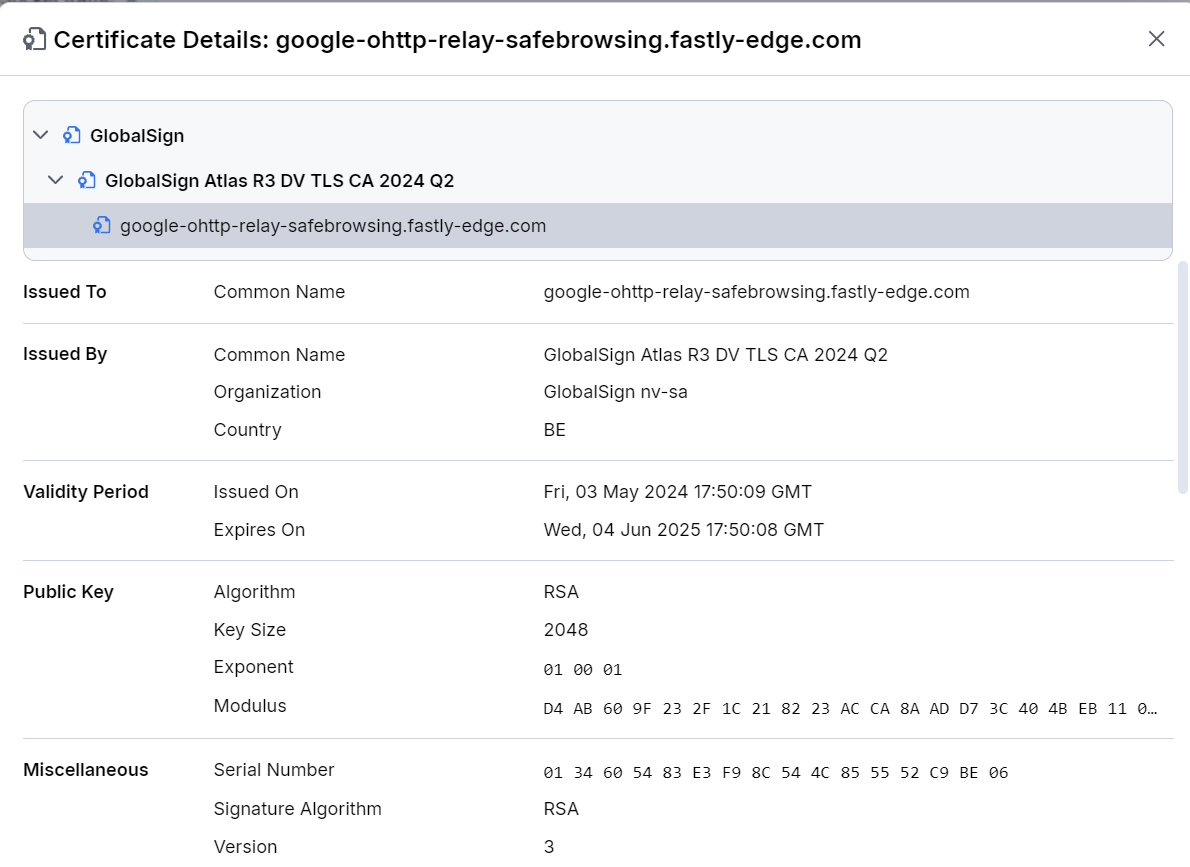 Certificate Details: google-ohttp-relay-safebrowsing.fastly-edge.com
GlobalSign
GlobalSign Atlas R3 DV TLS CA 2024 Q2
google-ohttp-relay-safebrowsing.fastly-edge.com
Issued To Common Name google-ohttp-relay-safebrowsing.fastly-edge.com
Issued By Common Name GlobalSign Atlas R3 DV TLS CA 2024 Q2
Organization GlobalSign nv-sa
Country BE
Validity Period Issued On Fri, 03 May 2024 17:50:09 GMT
Expires On Wed, 04 Jun 2025 17:50:08 GMT
Public Key Algorithm RSA
Key Size 2048
Exponent 01 00 01
Modulus D4 AB 60 9F 23 2F 1C 21 82 23 AC CA 8A AD D7 3C 40 4B EB 11 0…
Miscellaneous Serial Number 01 34 60 54 83 E3 F9 8C 54 4C 85 55 52 C9 BE 06
Signature Algorithm RSA
Version 3